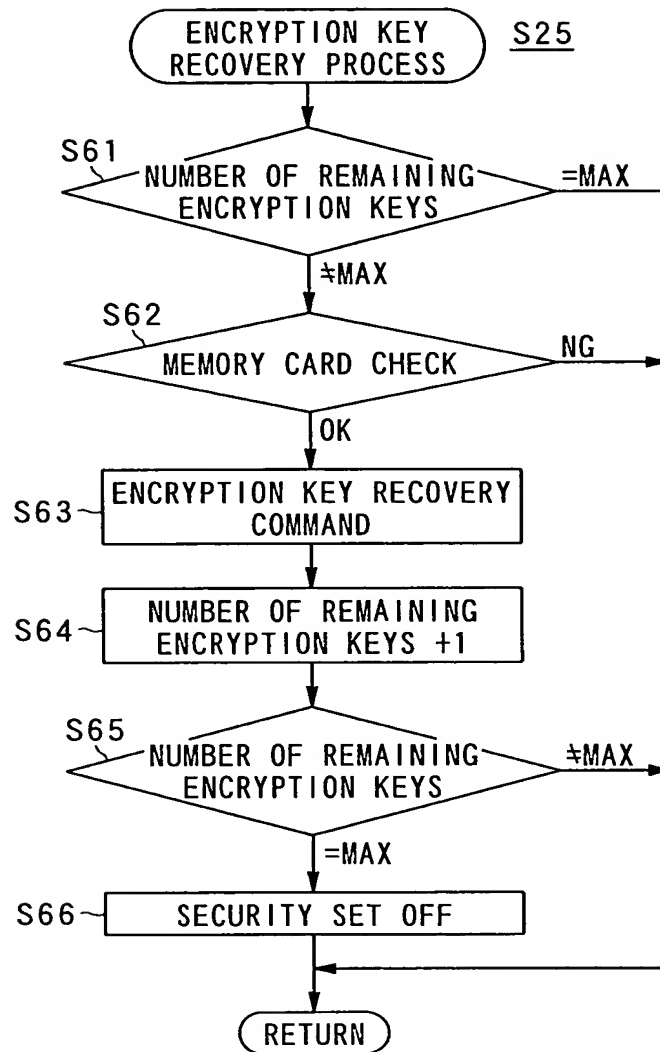 ENCRYPTION KEY
RECOVERY PROCESS
S25
S61
NUMBER OF REMAINING
ENCRYPTION KEYS
=MAX
≠MAX
S62
MEMORY CARD CHECK
NG
OK
S63
ENCRYPTION KEY RECOVERY
COMMAND
S64
NUMBER OF REMAINING
ENCRYPTION KEYS +1
S65
NUMBER OF REMAINING
ENCRYPTION KEYS
≠MAX
=MAX
S66
SECURITY SET OFF
RETURN